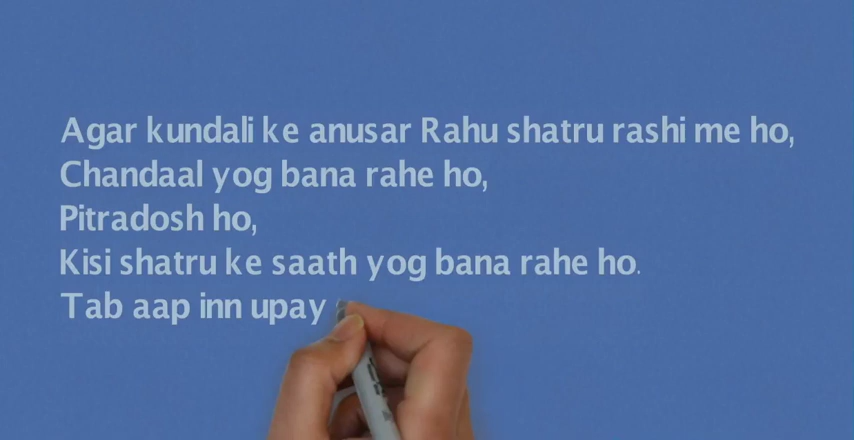 Agar kundali ke anusar Rahu shatru rashi me ho,
Chandaal yog bana rahe ho,
Pitradosh ho,
Kisi shatru ke saath yog bana rahe ho.
Tab aap inn upay